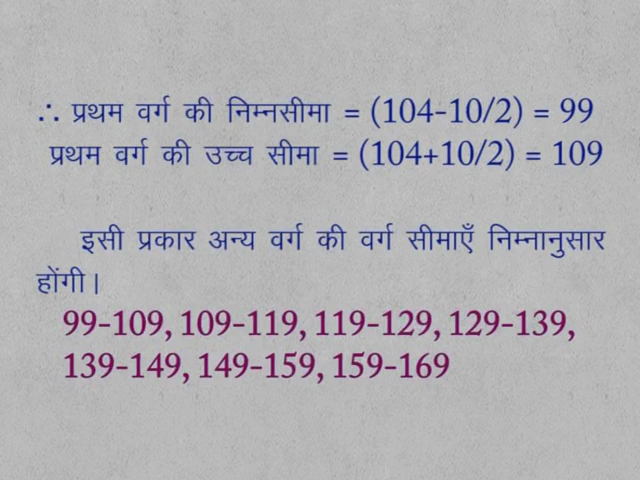 ∴ प्रथम वर्ग की निम्नसीमा = (104-10/2) = 99
प्रथम वर्ग की उच्च सीमा = (104+10/2) = 109
इसी प्रकार अन्य वर्ग की वर्ग सीमाएँ निम्नानुसार
होंगी।
99-109, 109-119, 119-129, 129-139,
139-149, 149-159, 159-169